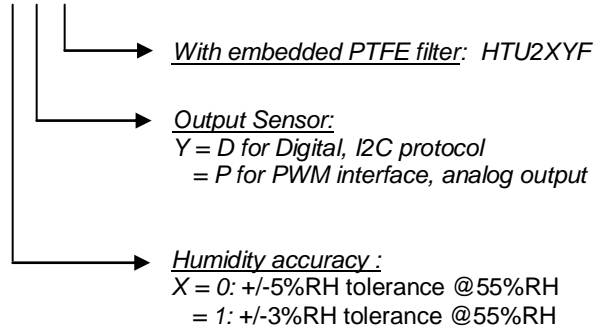 With embedded PTFE filter: HTU2XYF
Output Sensor:
Y = D for Digital, I2C protocol
= P for PWM interface, analog output
Humidity accuracy :
X = 0: +/-5%RH tolerance @55%RH
= 1: +/-3%RH tolerance @55%RH